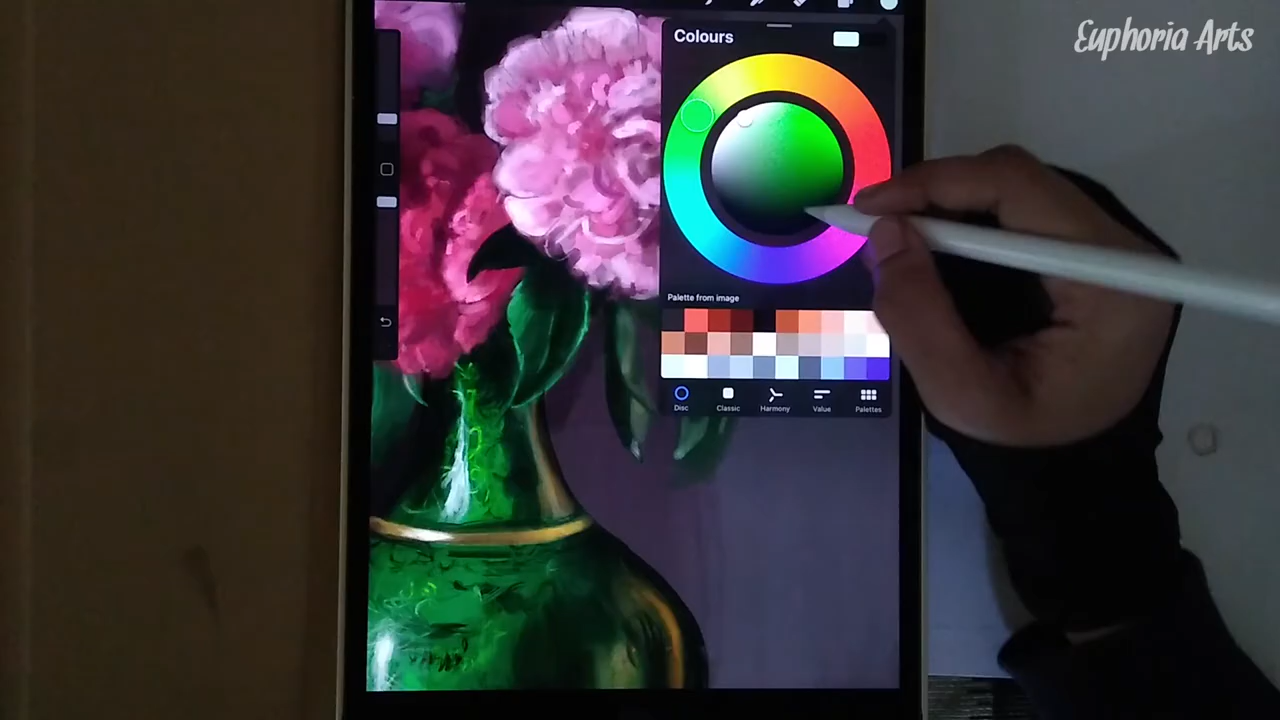 Euphoria Arts
Colours
Palette from image
Disc
Classic
Harmony
Value
Palettes